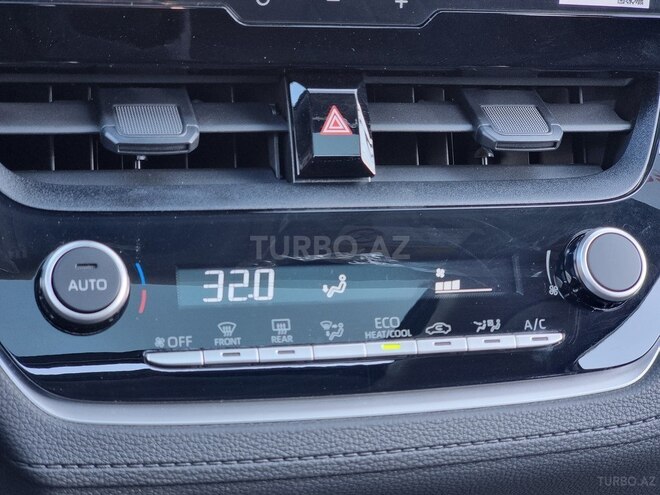 TURBO.AZ
AUTO
32.0
OFF
FRONT
REAR
ECO
HEAT/COOL
A/C
TURBO.AZ